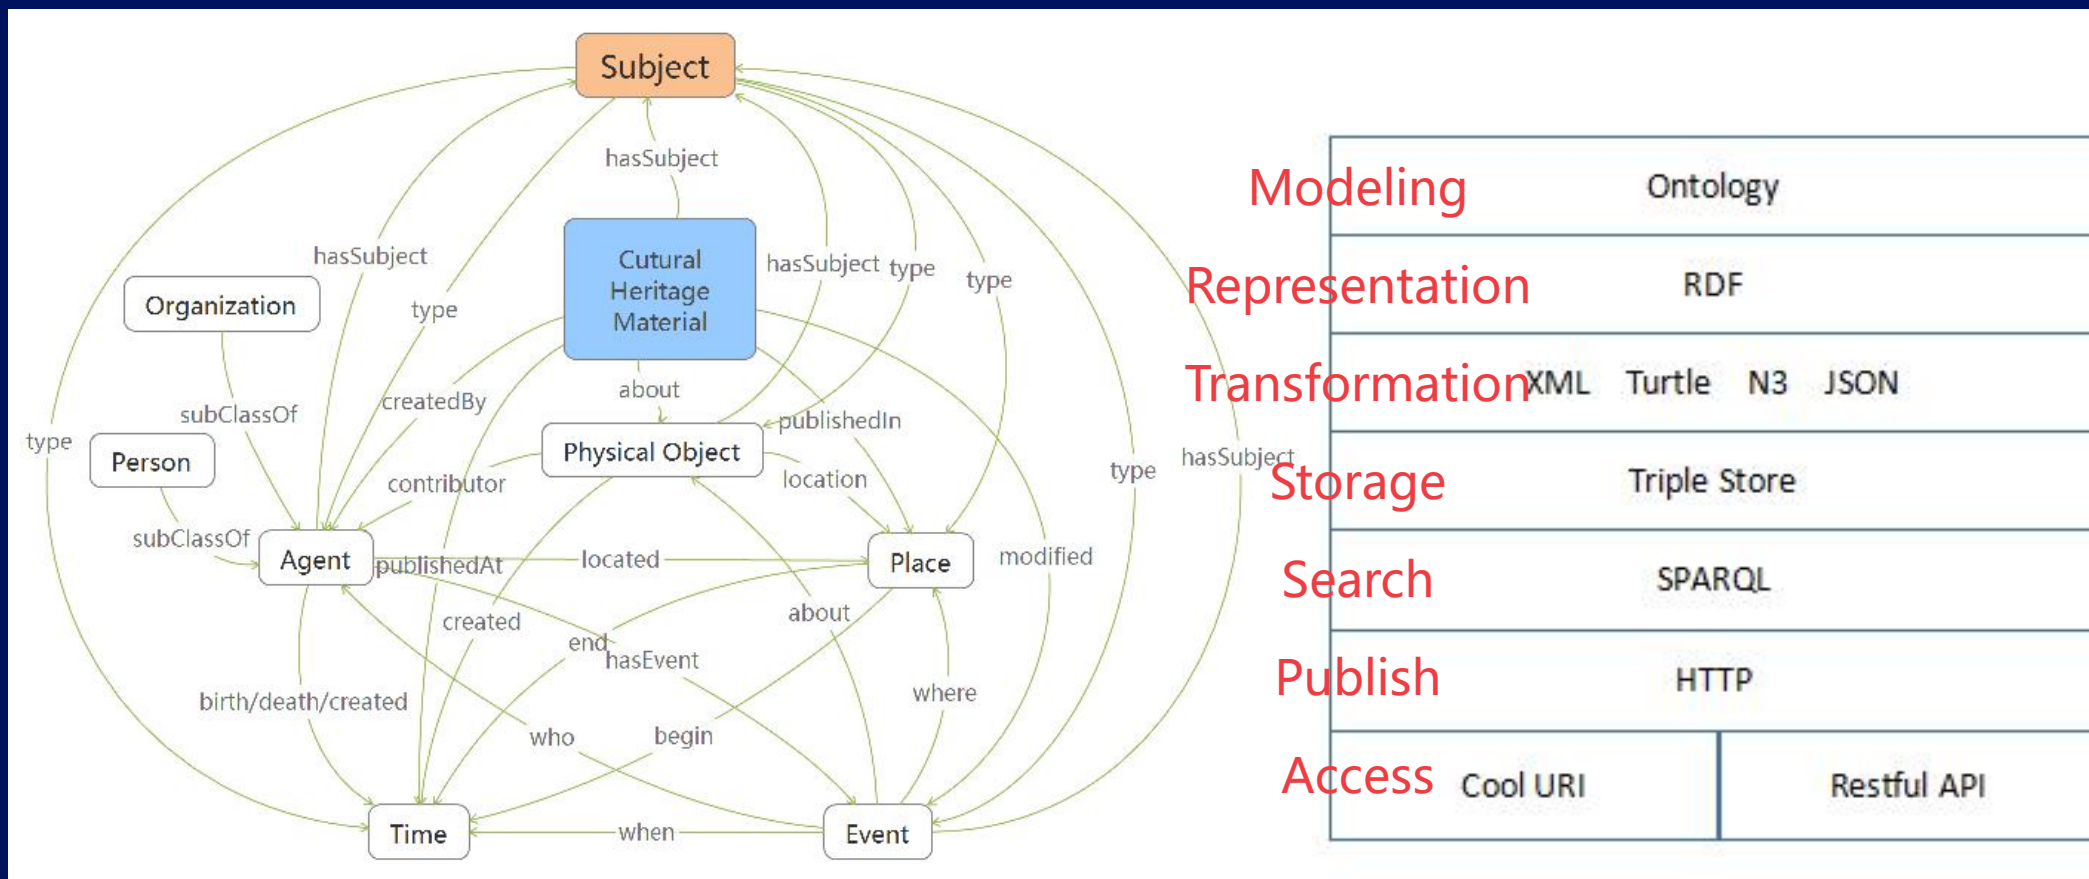 Subject
hasSubject
hasSubject
type
Cutural
Heritage
Material
hasSubject
type
type
Organization
about
createdBy
publishedIn
subClassOf
type
Person
Physical Object
contributor
location
type
hasSubject
subClassOf
Agent
publishedAt
located
Place
modified
created
end
hasEvent
about
birth/death/created
where
who
begin
Time
when
Event
Modeling
Ontology
Representation
RDF
Transformation
XML Turtle N3 JSON
Storage
Triple Store
Search
SPARQL
Publish
HTTP
Access
Cool URI
Restful API